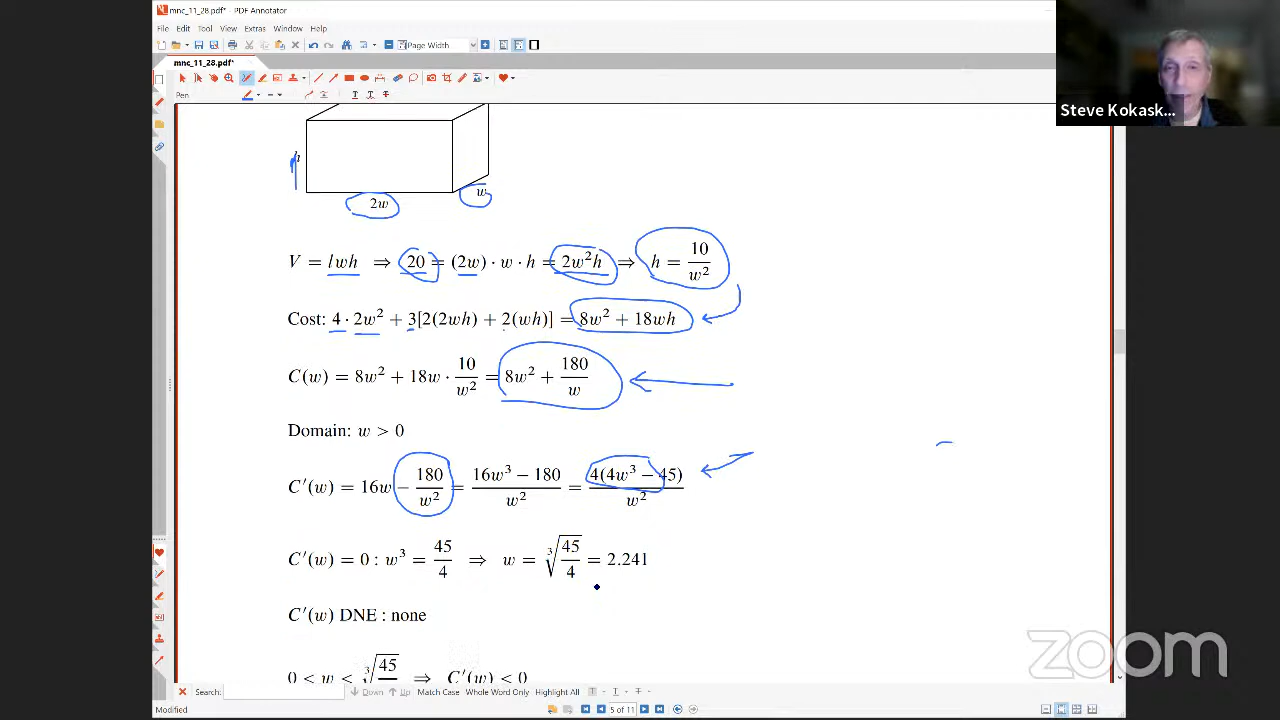 mnc_11_28.pdf* - PDF Annotator
File Edit Tool View Extras Window Help
Page Width
mnc_11_28.pdf*
Pen
Steve Kokask...
h
2w
w
V = lwh ⇒ 20 = (2w) · w · h = 2w²h ⇒ h = 10/w²
Cost: 4 · 2w² + 3[2(2wh) + 2(wh)] = 8w² + 18wh
C(w) = 8w² + 18w · 10/w² = 8w² + 180/w
Domain: w > 0
C′(w) = 16w − 180/w² = (16w³ − 180)/w² = 4(4w³ − 45)/w²
C′(w) = 0 : w³ = 45/4 ⇒ w = ∛(45/4) = 2.241
C′(w) DNE : none
0 < w < ∛45 ⇒ C′(w) < 0
zoom
Search: Down Up Match Case Whole Word Only Highlight All
Modified 5 of 11